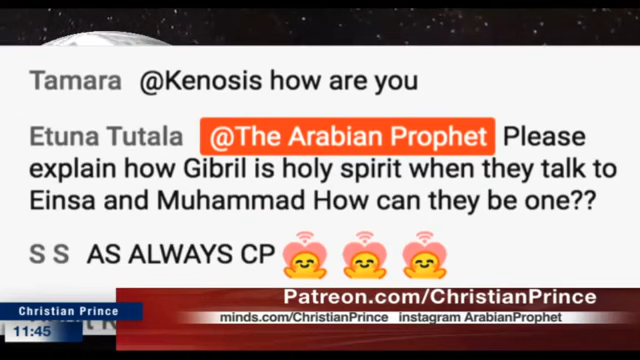 Tamara @Kenosis how are you
Etuna Tutala @The Arabian Prophet Please
explain how Gibril is holy spirit when they talk to
Einsa and Muhammad How can they be one??
S S AS ALWAYS CP
Christian Prince
11:45
Patreon.com/ChristianPrince
minds.com/ChristianPrince instagram ArabianProphet